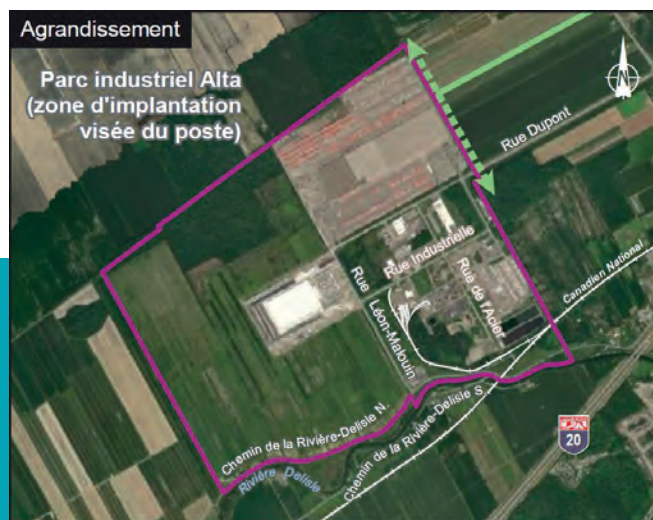 Agrandissement
Parc industriel Alta
(zone d'implantation
visée du poste)
Rue Dupont
Rue Industrielle
Rue
Léon-Malouin
Rue de l'Acier
Canadien National
Chemin de la Rivière-Delisle N.
Chemin de la Rivière-Delisle S.
Rivière Delisle
20